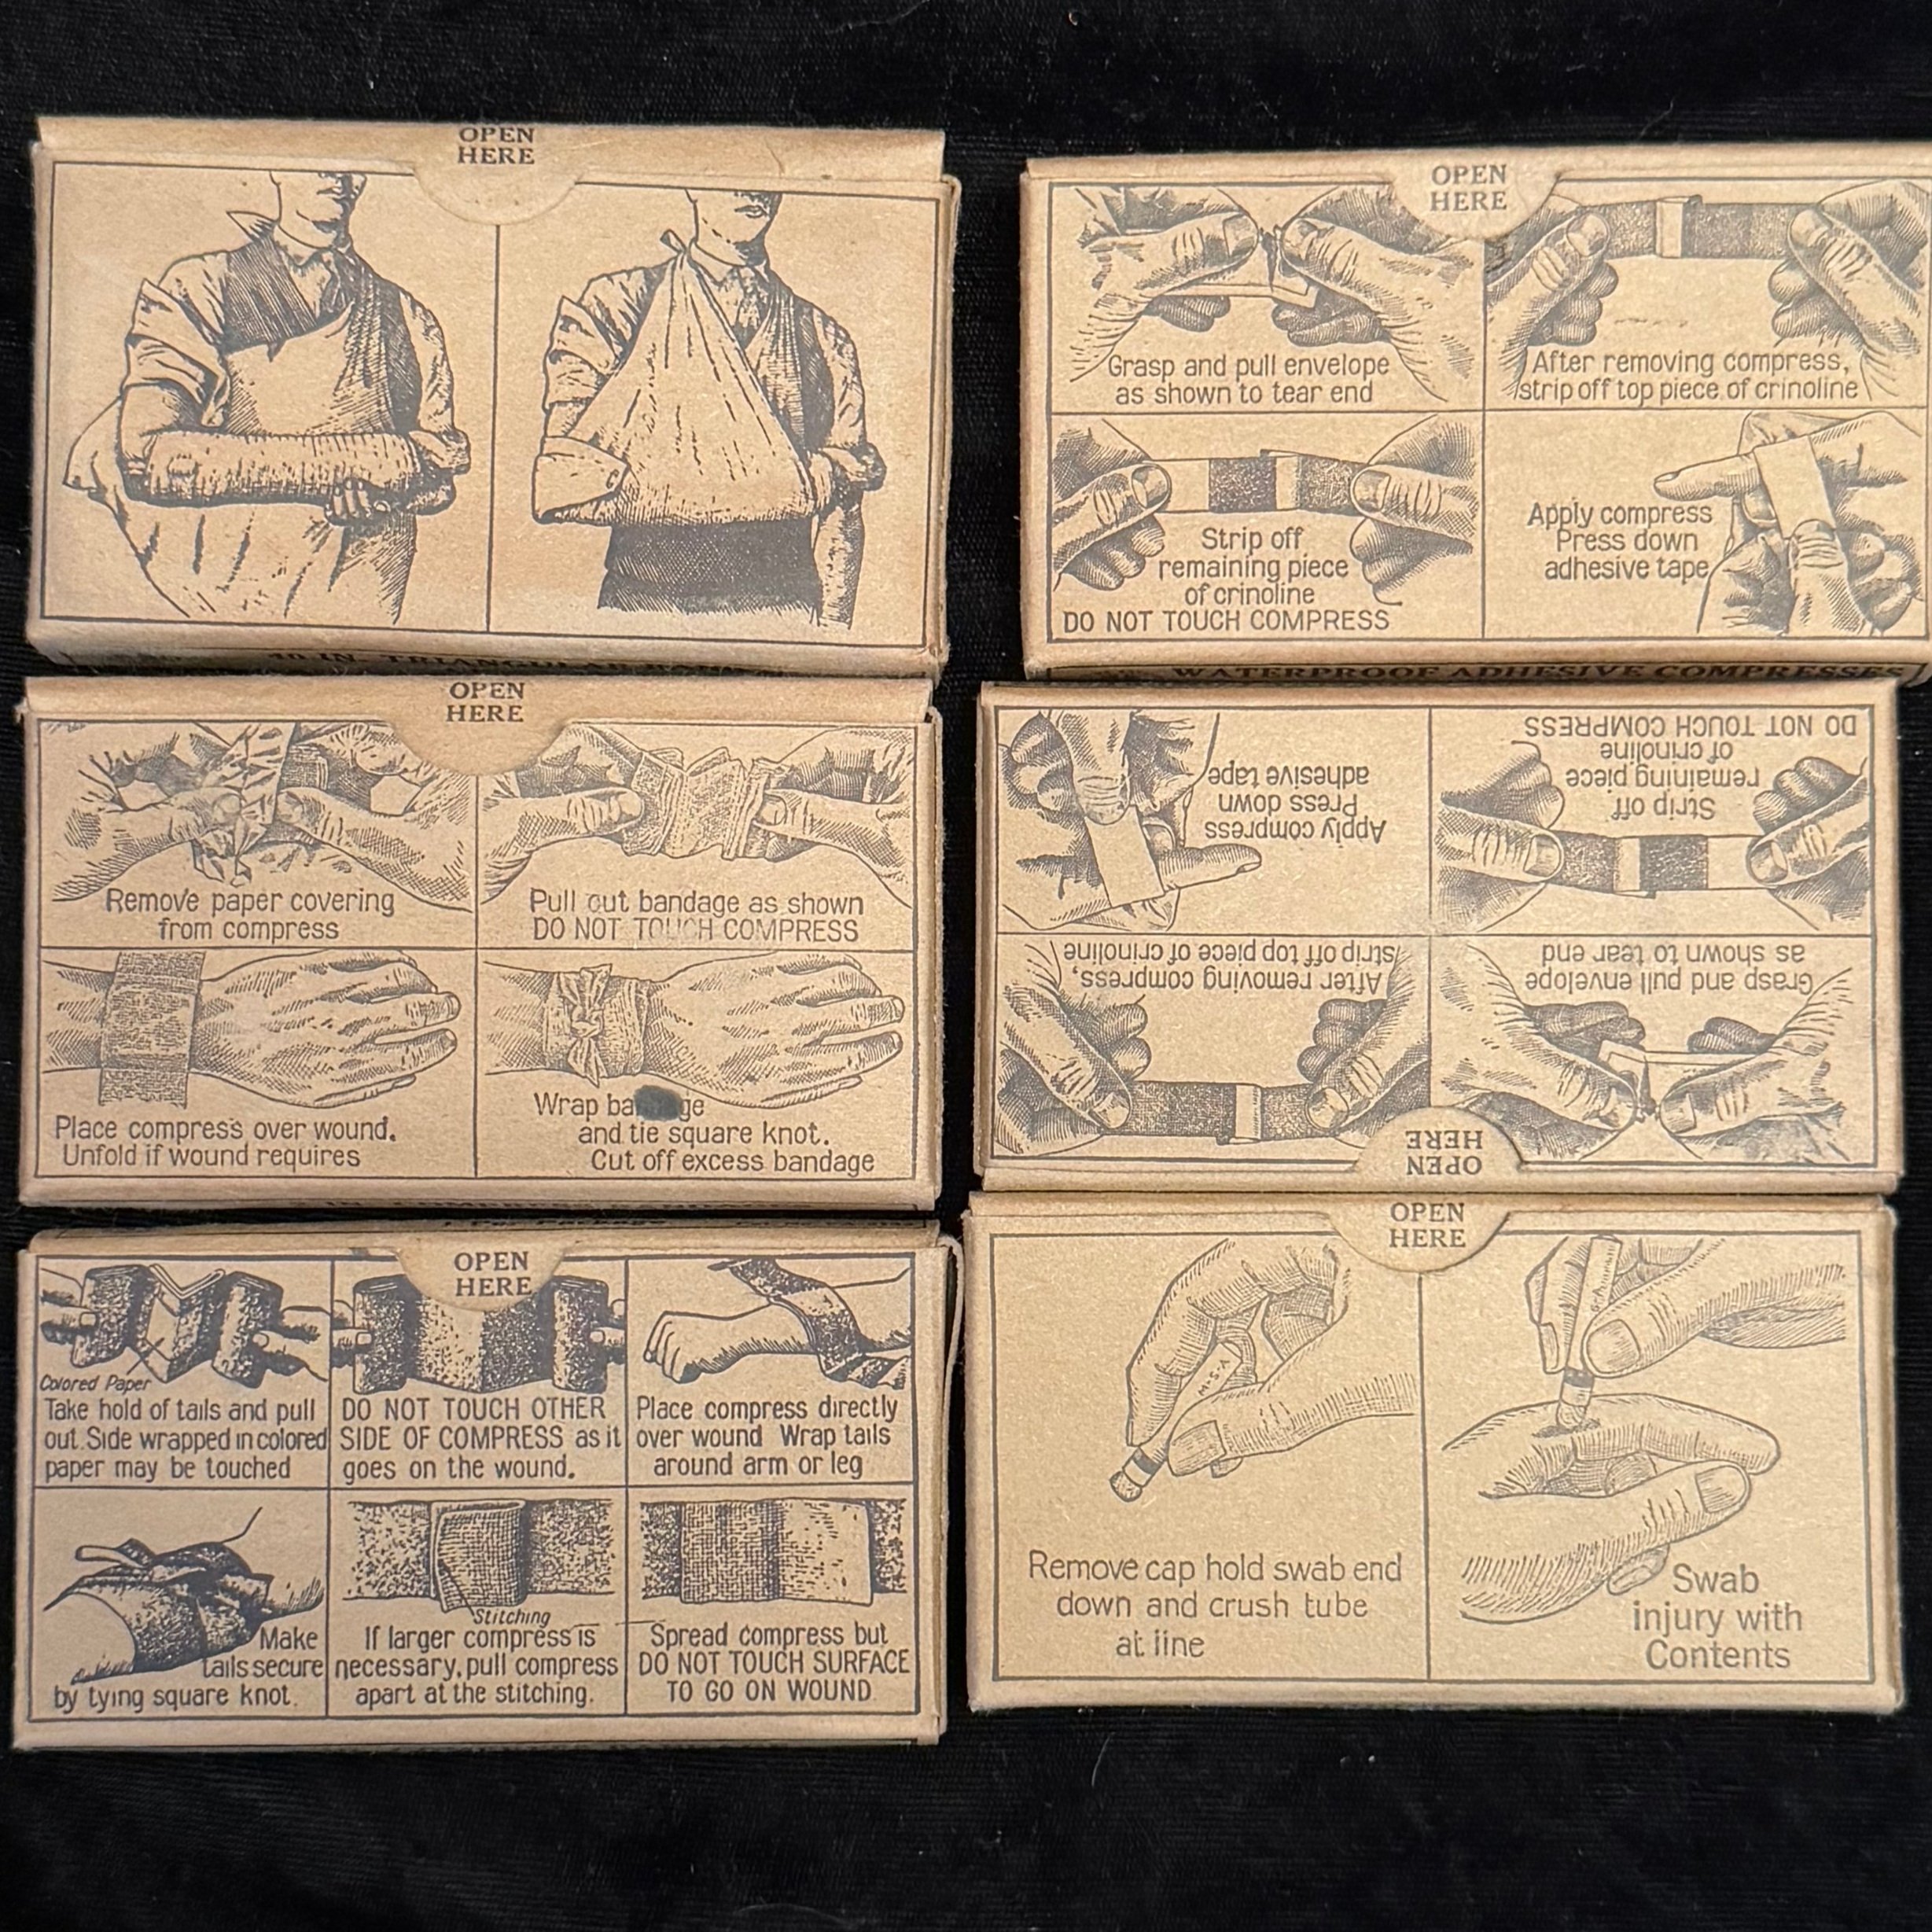 OPEN
HERE
40 IN. TRIANGULAR
OPEN
HERE
Grasp and pull envelope
as shown to tear end
After removing compress,
strip off top piece of crinoline
Strip off
remaining piece
of crinoline
DO NOT TOUCH COMPRESS
Apply compress
Press down
adhesive tape
WATERPROOF ADHESIVE COMPRESSES
OPEN
HERE
Remove paper covering
from compress
Pull out bandage as shown
DO NOT TOUCH COMPRESS
Place compress over wound.
Unfold if wound requires
Wrap bandage
and tie square knot.
Cut off excess bandage
OPEN
HERE
Grasp and pull envelope
as shown to tear end
After removing compress,
strip off top piece of crinoline
Strip off
remaining piece
of crinoline
DO NOT TOUCH COMPRESS
Apply compress
Press down
adhesive tape
1 Per Package
OPEN
HERE
Colored Paper
Take hold of tails and pull
out. Side wrapped in colored
paper may be touched
DO NOT TOUCH OTHER
SIDE OF COMPRESS as it
goes on the wound.
Place compress directly
over wound Wrap tails
around arm or leg
Make
tails secure
by tying square knot.
Stitching
If larger compress is
necessary, pull compress
apart at the stitching.
Spread compress but
DO NOT TOUCH SURFACE
TO GO ON WOUND
OPEN
HERE
M·S·A
Remove cap hold swab end
down and crush tube
at line
Swab
injury with
Contents